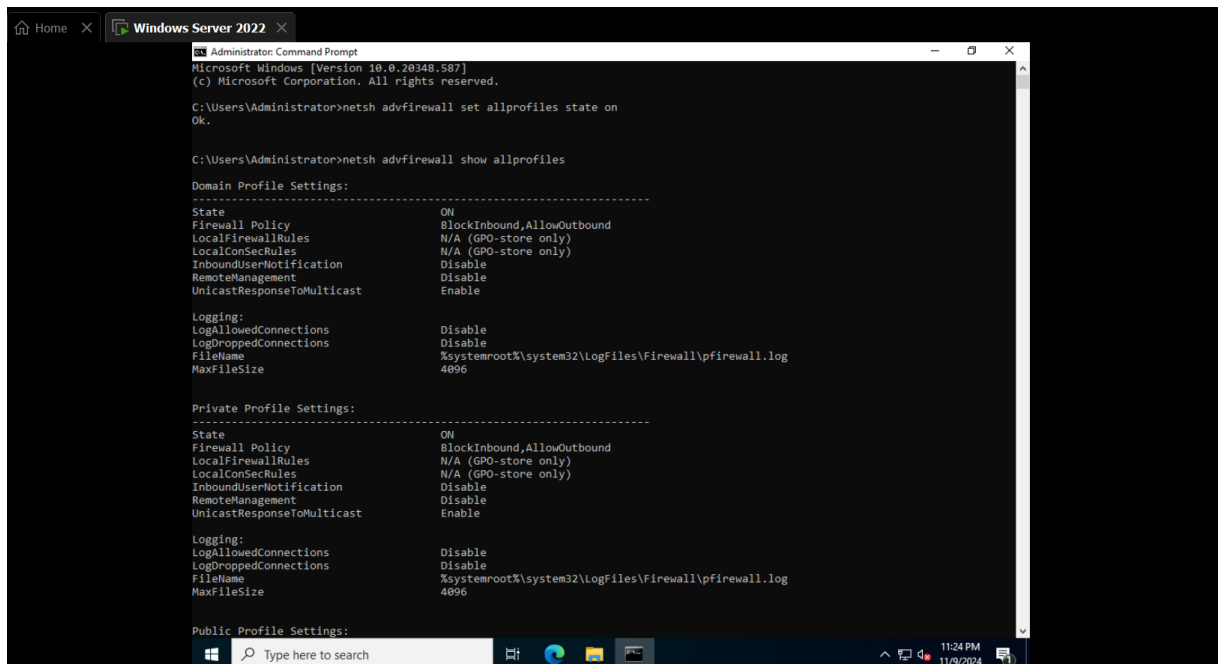 Home
Windows Server 2022
Administrator: Command Prompt
Microsoft Windows [Version 10.0.20348.587]
(c) Microsoft Corporation. All rights reserved.
C:\Users\Administrator>netsh advfirewall set allprofiles state on
Ok.
C:\Users\Administrator>netsh advfirewall show allprofiles
Domain Profile Settings:
----------------------------------------------------------------------
State ON
Firewall Policy BlockInbound,AllowOutbound
LocalFirewallRules N/A (GPO-store only)
LocalConSecRules N/A (GPO-store only)
InboundUserNotification Disable
RemoteManagement Disable
UnicastResponseToMulticast Enable
Logging:
LogAllowedConnections Disable
LogDroppedConnections Disable
FileName %systemroot%\system32\LogFiles\Firewall\pfirewall.log
MaxFileSize 4096
Private Profile Settings:
----------------------------------------------------------------------
State ON
Firewall Policy BlockInbound,AllowOutbound
LocalFirewallRules N/A (GPO-store only)
LocalConSecRules N/A (GPO-store only)
InboundUserNotification Disable
RemoteManagement Disable
UnicastResponseToMulticast Enable
Logging:
LogAllowedConnections Disable
LogDroppedConnections Disable
FileName %systemroot%\system32\LogFiles\Firewall\pfirewall.log
MaxFileSize 4096
Public Profile Settings:
Type here to search
11:24 PM
11/9/2024